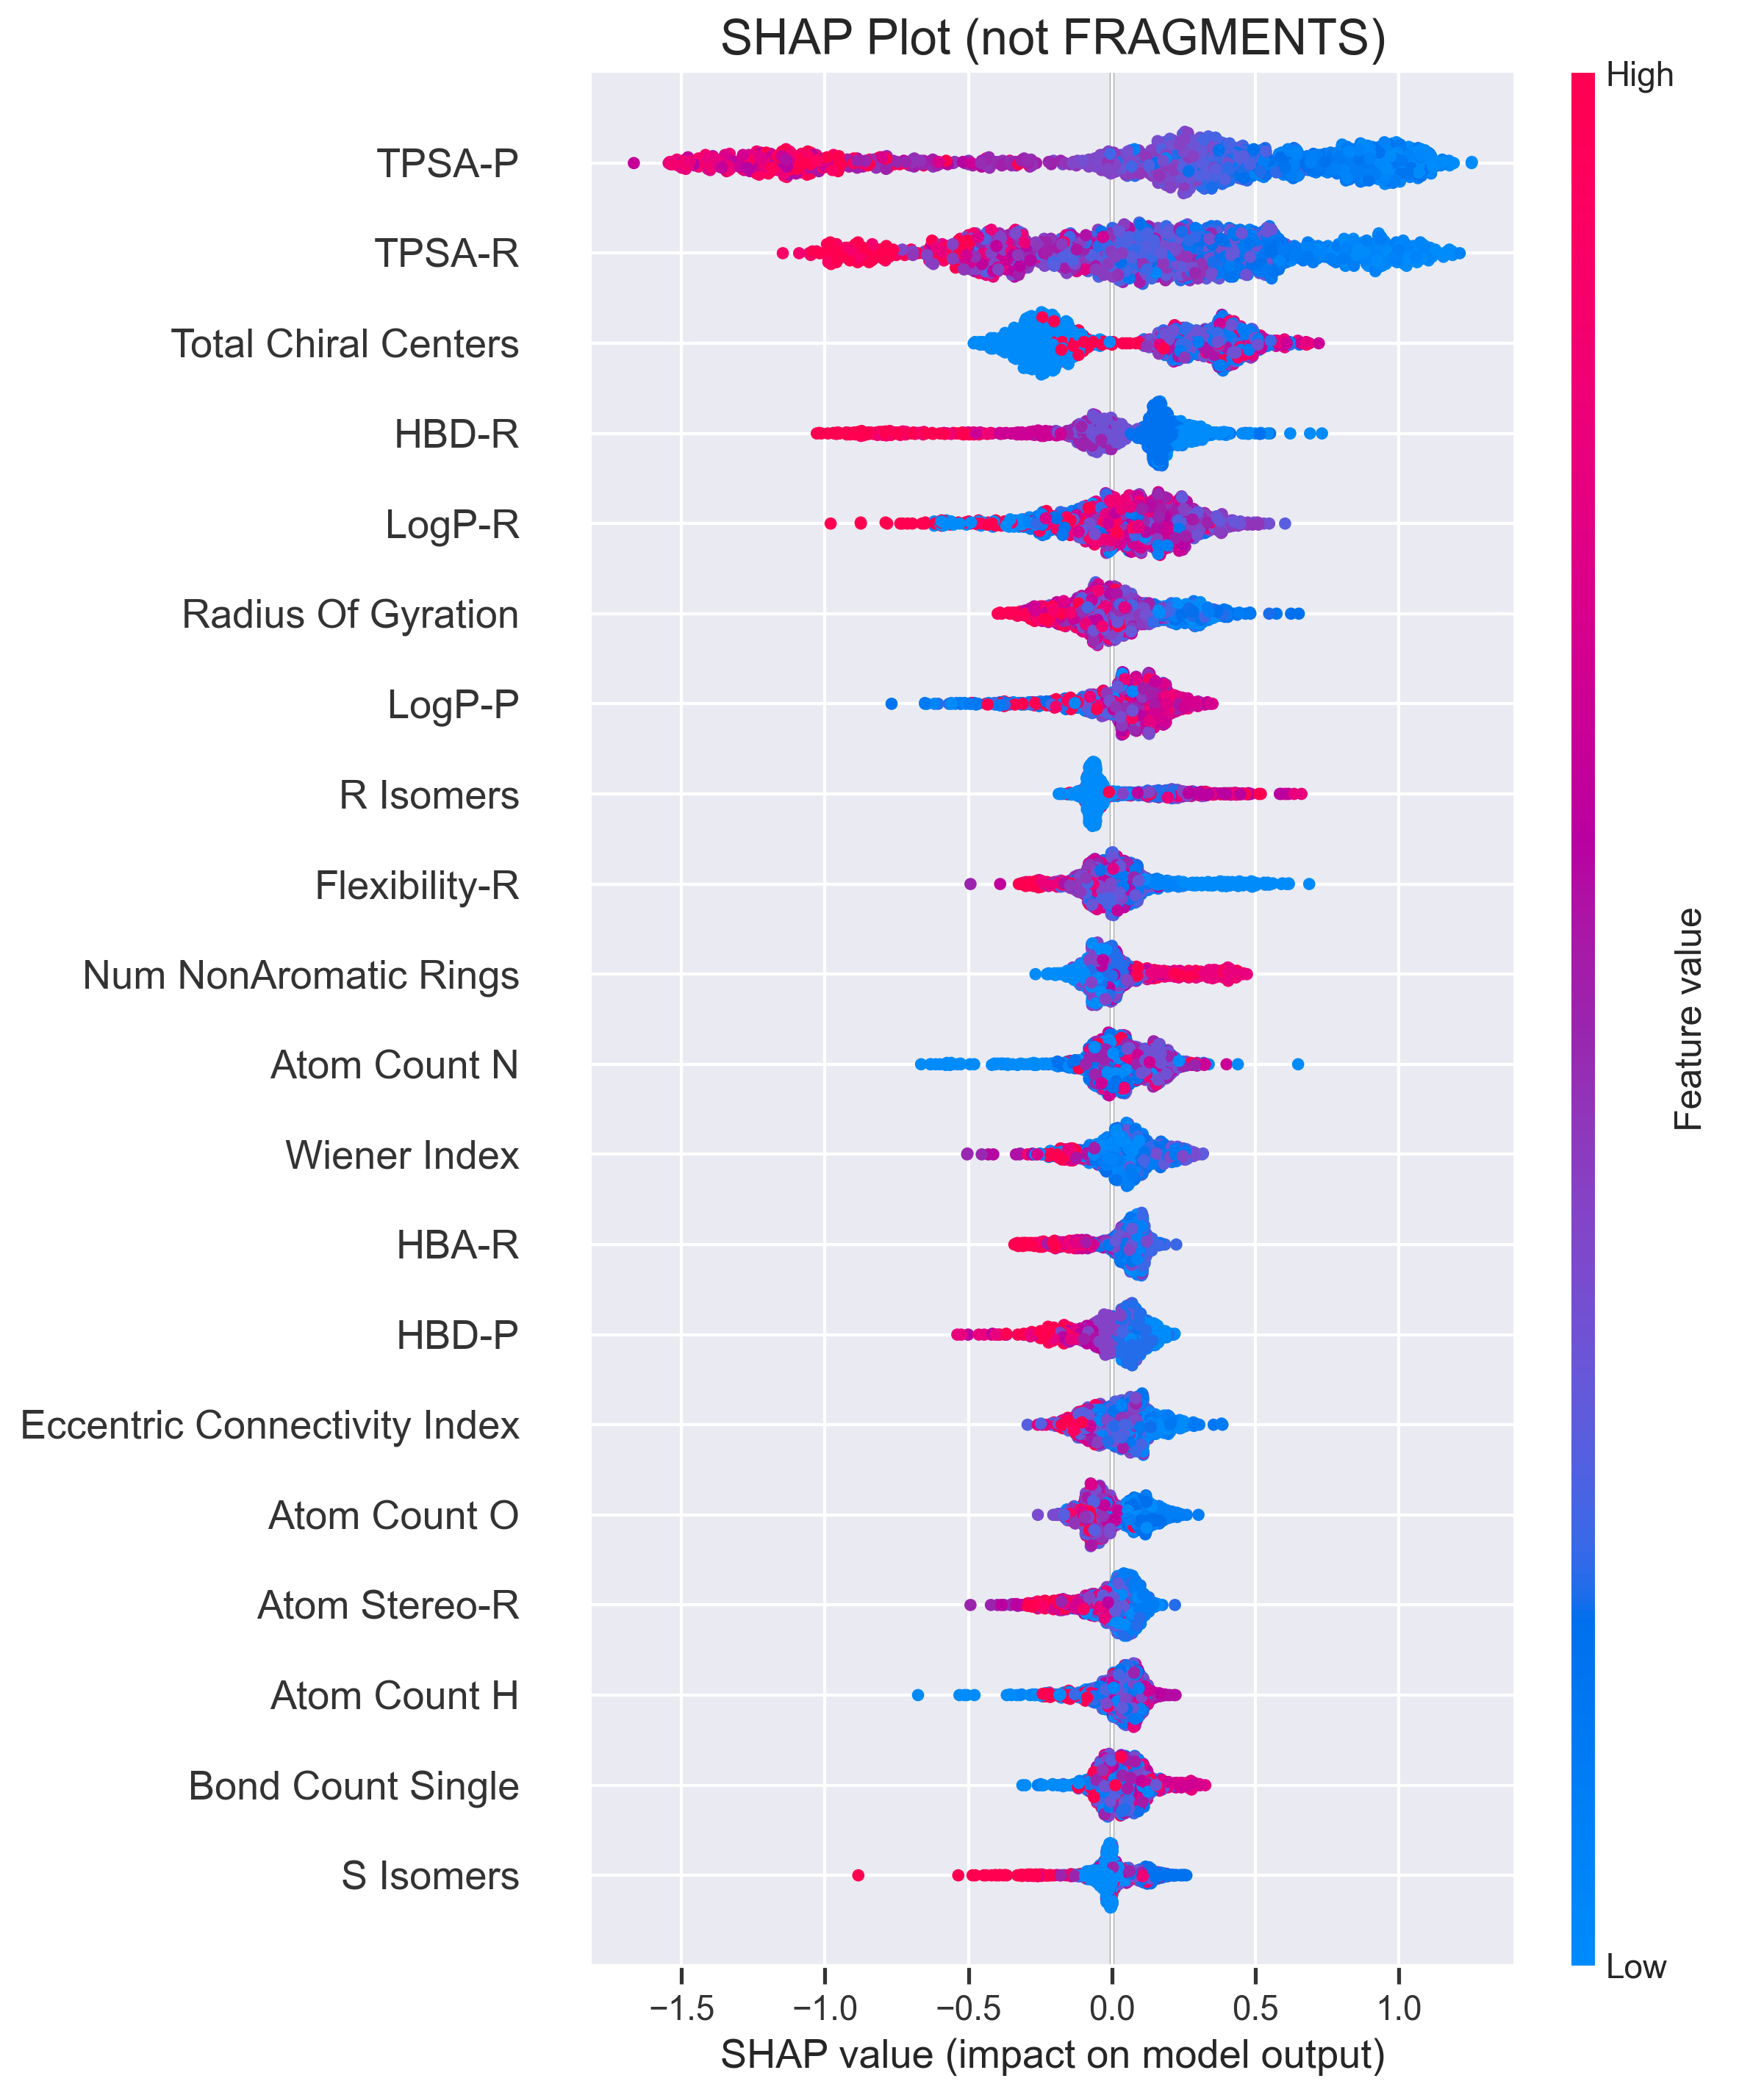 SHAP Plot (not FRAGMENTS)
High
TPSA-P
TPSA-R
Total Chiral Centers
HBD-R
LogP-R
Radius Of Gyration
LogP-P
R Isomers
Flexibility-R
Num NonAromatic Rings
Atom Count N
Wiener Index
HBA-R
HBD-P
Eccentric Connectivity Index
Atom Count O
Atom Stereo-R
Atom Count H
Bond Count Single
S Isomers
Feature value
Low
−1.5 −1.0 −0.5 0.0 0.5 1.0
SHAP value (impact on model output)